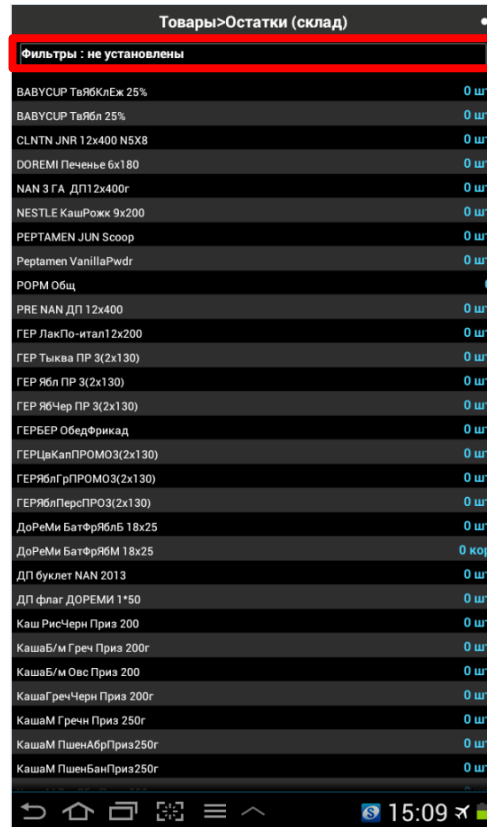 Товары>Остатки (склад)
Фильтры : не установлены
BABYCUP ТвЯбКлЕж 25% 0 шт
BABYCUP ТвЯбл 25% 0 шт
CLNTN JNR 12x400 N5X8 0 шт
DOREMI Печенье 6x180 0 шт
NAN 3 ГА ДП12x400г 0 шт
NESTLE КашРожк 9x200 0 шт
PEPTAMEN JUN Scoop 0 шт
Peptamen VanillaPwdr 0 шт
POPM Общ
PRE NAN ДП 12x400 0 шт
ГЕР ЛакПо-итал12x200 0 шт
ГЕР Тыква ПР 3(2x130) 0 шт
ГЕР Ябл ПР 3(2x130) 0 шт
ГЕР ЯбЧер ПР 3(2x130) 0 шт
ГЕРБЕР ОбедФрикад 0 шт
ГЕРЦвКапПРОМО3(2x130) 0 шт
ГЕРЯблГрПРОМО3(2x130) 0 шт
ГЕРЯблПерсПРО3(2x130) 0 шт
ДоРеМи БатФрЯблБ 18x25 0 шт
ДоРеМи БатФрЯбМ 18x25 0 кор
ДП буклет NAN 2013 0 шт
ДП флаг ДОРЕМИ 1*50 0 шт
Каш РисЧерн Приз 200 0 шт
КашаБ/м Греч Приз 200г 0 шт
КашаБ/м Овс Приз 200 0 шт
КашаГречЧерн Приз 200г 0 шт
КашаМ Гречн Приз 250г 0 шт
КашаМ ПшенАбрПриз250г 0 шт
КашаМ ПшенБанПриз250г 0 шт
15:09